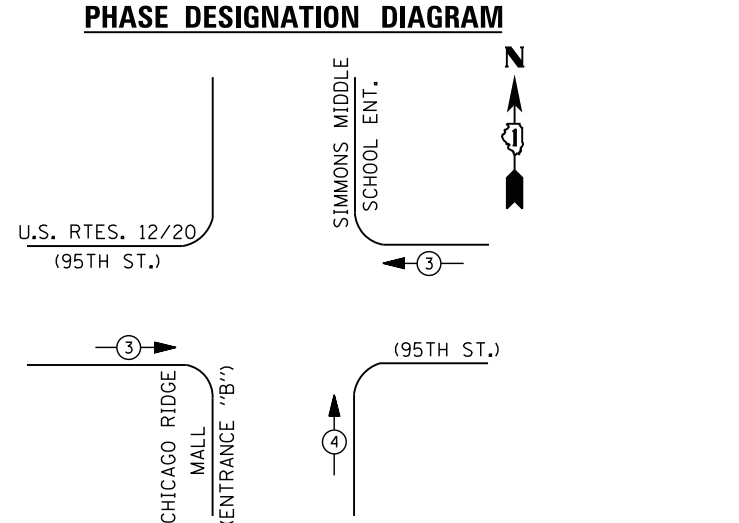 PHASE DESIGNATION DIAGRAM
N
SIMMONS MIDDLE
SCHOOL ENT.
U.S. RTES. 12/20
(95TH ST.)
3
3
(95TH ST.)
CHICAGO RIDGE
MALL
(ENTRANCE "B")
4